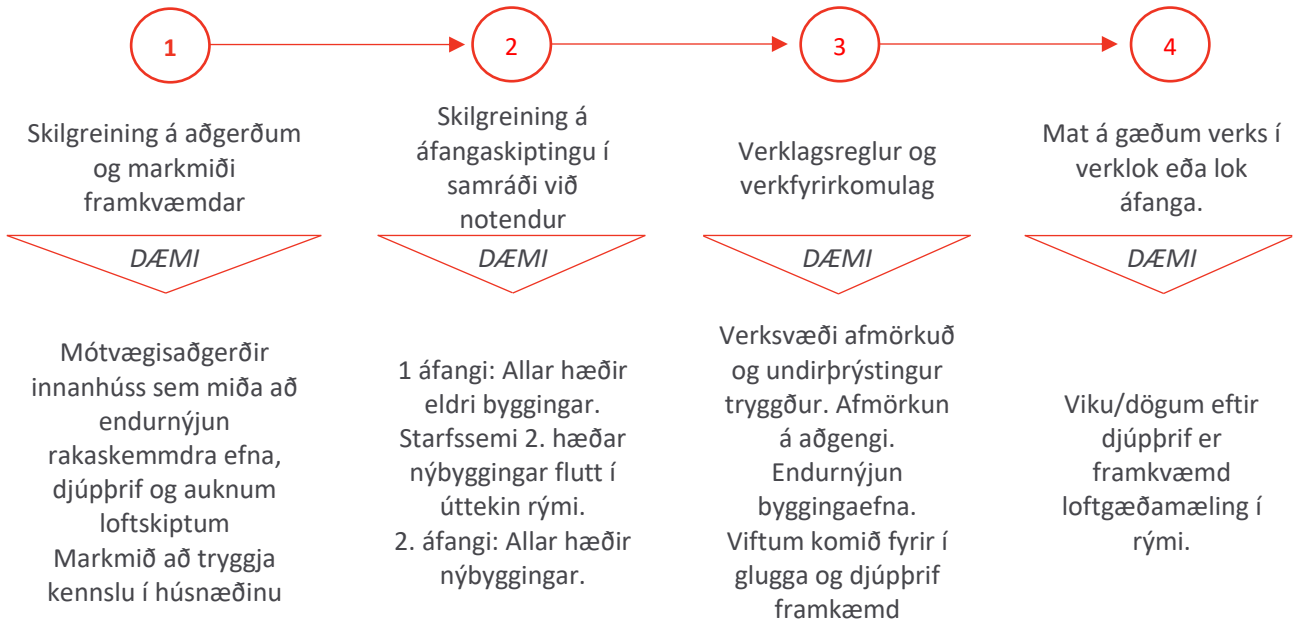 1
2
3
4
Skilgreining á aðgerðum
og markmiði
framkvæmdar
Skilgreining á
áfangaskiptingu í
samráði við
notendur
Verklagsreglur og
verkfyrirkomulag
Mat á gæðum verks í
verklok eða lok
áfanga.
DÆMI
DÆMI
DÆMI
DÆMI
Mótvægisaðgerðir
innanhúss sem miða að
endurnýjun
rakaskemmdra efna,
djúpþrif og auknum
loftskiptum
Markmið að tryggja
kennslu í húsnæðinu
1 áfangi: Allar hæðir
eldri byggingar.
Starfssemi 2. hæðar
nýbyggingar flutt í
úttekin rými.
2. áfangi: Allar hæðir
nýbyggingar.
Verksvæði afmörkuð
og undirþrýstingur
tryggður. Afmörkun
á aðgengi.
Endurnýjun
byggingaefna.
Viftum komið fyrir í
glugga og djúpþrif
framkæmd
Viku/dögum eftir
djúpþrif er
framkvæmd
loftgæðamæling í
rými.